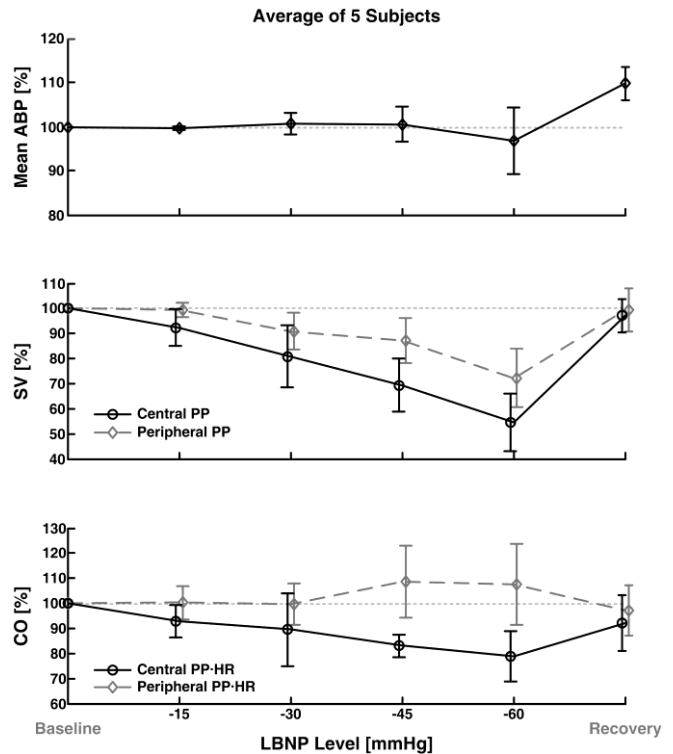 Average of 5 Subjects
120
110
100
90
80
Mean ABP [%]
110
100
90
80
70
60
50
40
SV [%]
Central PP
Peripheral PP
130
120
110
100
90
80
70
60
CO [%]
Central PP·HR
Peripheral PP·HR
-15
-30
-45
-60
Baseline
Recovery
LBNP Level [mmHg]